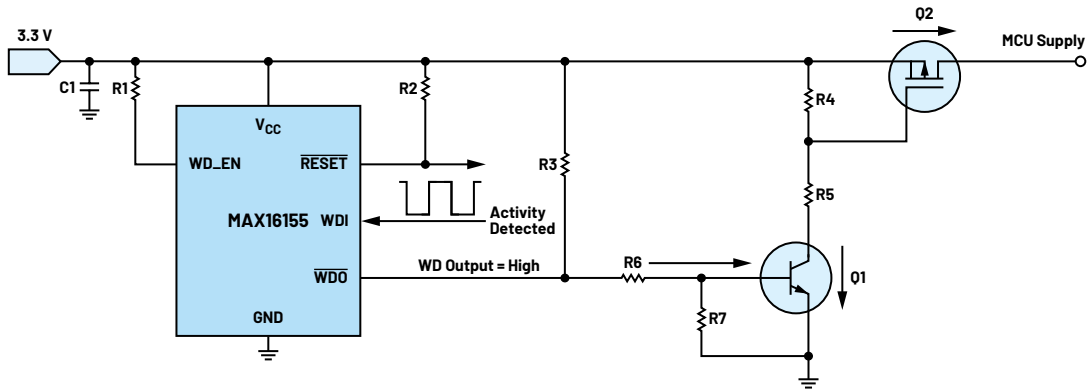 Q2
3.3 V
MCU Supply
C1
R1
R2
R4
VCC
WD_EN
RESET
R3
R5
MAX16155
WDI
Activity
Detected
WD Output = High
R6
WDO
Q1
R7
GND